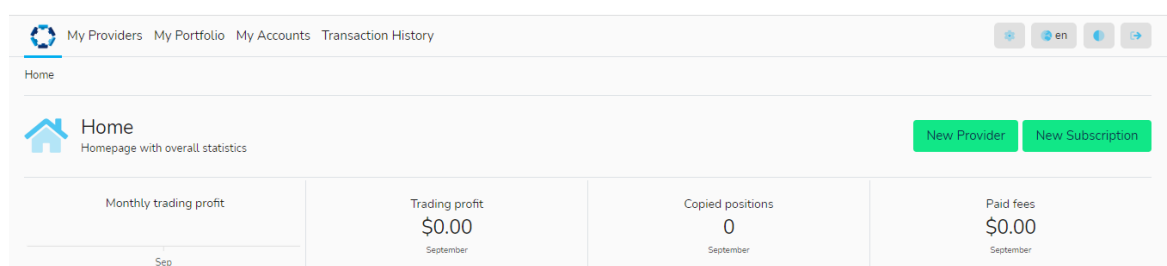 My Providers My Portfolio My Accounts Transaction History en
Home
Home
Homepage with overall statistics
New Provider New Subscription
Monthly trading profit
Sep
Trading profit
$0.00
September
Copied positions
0
September
Paid fees
$0.00
September